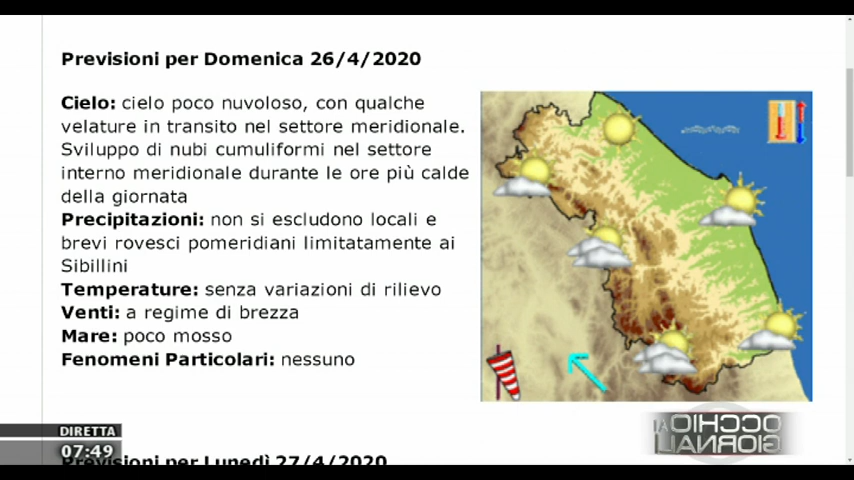 Previsioni per Domenica 26/4/2020
Cielo: cielo poco nuvoloso, con qualche
velature in transito nel settore meridionale.
Sviluppo di nubi cumuliformi nel settore
interno meridionale durante le ore più calde
della giornata
Precipitazioni: non si escludono locali e
brevi rovesci pomeridiani limitatamente ai
Sibillini
Temperature: senza variazioni di rilievo
Venti: a regime di brezza
Mare: poco mosso
Fenomeni Particolari: nessuno
DIRETTA
07:49
OCCHIO AI
GIORNALI
Previsioni per Lunedì 27/4/2020